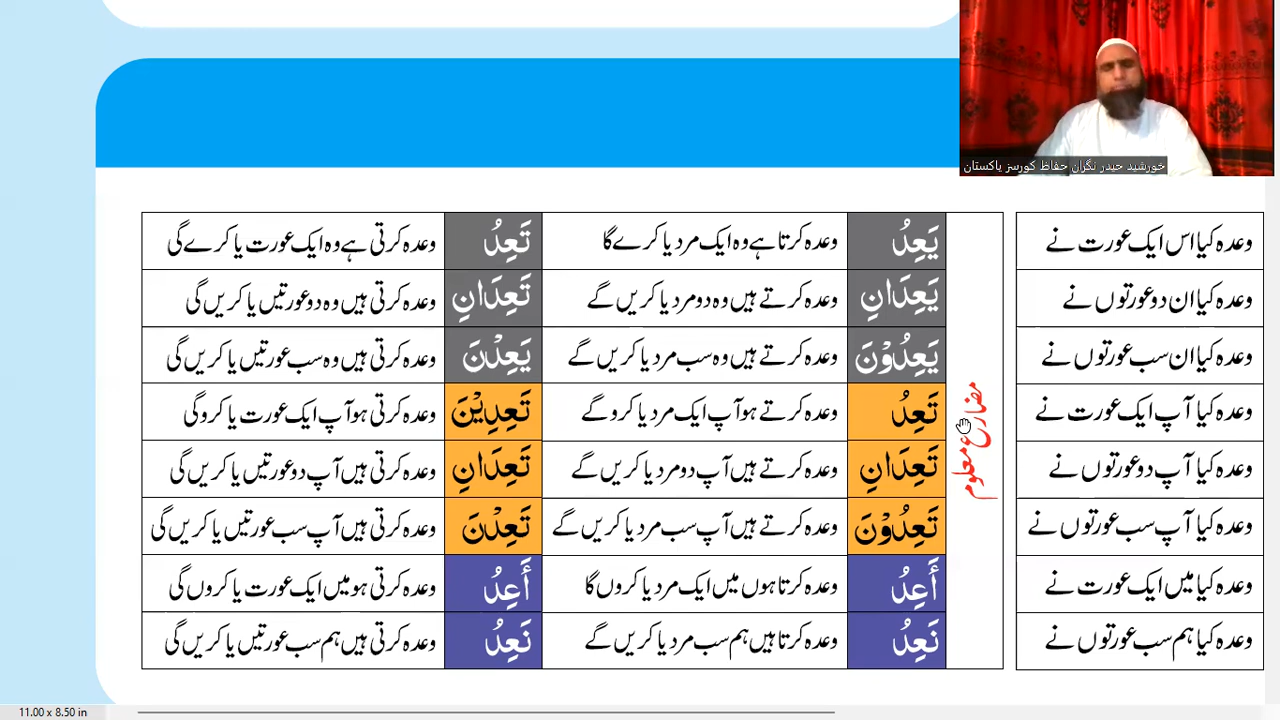 خورشید حیدر نگران حفاظ کورسز پاکستان
وعدہ کیا اس ایک عورت نے
وعدہ کیا ان دو عورتوں نے
وعدہ کیا ان سب عورتوں نے
وعدہ کیا آپ ایک عورت نے
وعدہ کیا آپ دو عورتوں نے
وعدہ کیا آپ سب عورتوں نے
وعدہ کیا میں ایک عورت نے
وعدہ کیا ہم سب عورتوں نے
مضارع معلوم
یَعِدُ وعدہ کرتا ہے وہ ایک مرد یا کرے گا تَعِدُ وعدہ کرتی ہے وہ ایک عورت یا کرے گی
یَعِدَانِ وعدہ کرتے ہیں وہ دو مرد یا کریں گے تَعِدَانِ وعدہ کرتی ہیں وہ دو عورتیں یا کریں گی
یَعِدُوْنَ وعدہ کرتے ہیں وہ سب مرد یا کریں گے یَعِدْنَ وعدہ کرتی ہیں وہ سب عورتیں یا کریں گی
تَعِدُ وعدہ کرتے ہو آپ ایک مرد یا کرو گے تَعِدِیْنَ وعدہ کرتی ہو آپ ایک عورت یا کرو گی
تَعِدَانِ وعدہ کرتے ہیں آپ دو مرد یا کریں گے تَعِدَانِ وعدہ کرتی ہیں آپ دو عورتیں یا کریں گی
تَعِدُوْنَ وعدہ کرتے ہیں آپ سب مرد یا کریں گے تَعِدْنَ وعدہ کرتی ہیں آپ سب عورتیں یا کریں گی
أَعِدُ وعدہ کرتا ہوں میں ایک مرد یا کروں گا أَعِدُ وعدہ کرتی ہو میں ایک عورت یا کروں گی
نَعِدُ وعدہ کرتا ہیں ہم سب مرد یا کریں گے نَعِدُ وعدہ کرتی ہیں ہم سب عورتیں یا کریں گی
11.00 x 8.50 in